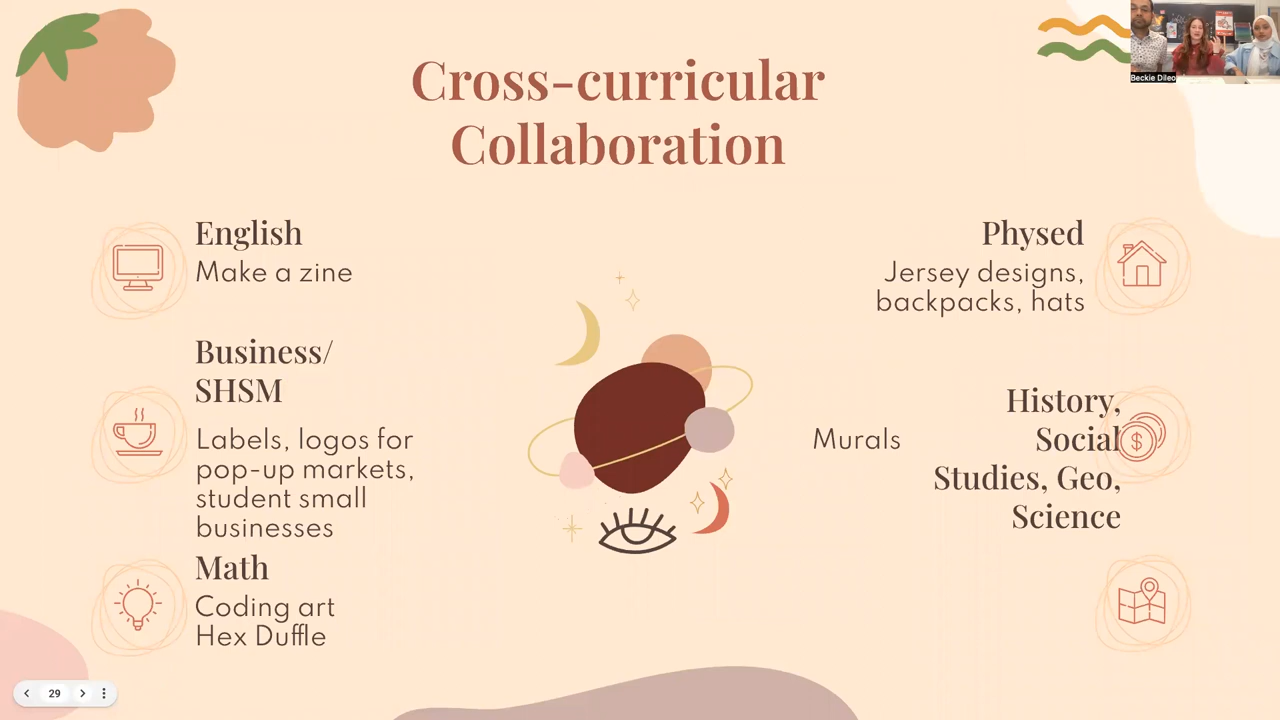 Cross-curricular
Collaboration
Beckie Dileo
English
Make a zine
Business/
SHSM
Labels, logos for
pop-up markets,
student small
businesses
Math
Coding art
Hex Duffle
Physed
Jersey designs,
backpacks, hats
History,
Social
Studies, Geo,
Science
Murals
$
29